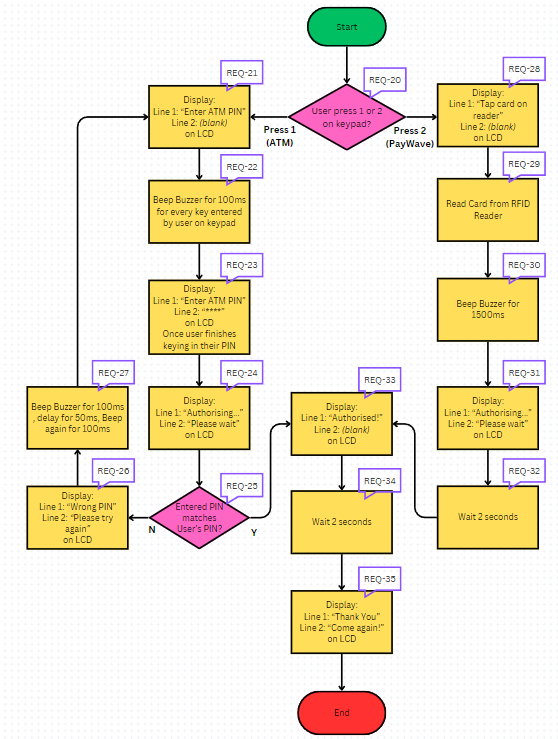 Start
REQ-20
User press 1 or 2
on keypad?
Press 1
(ATM)
Press 2
(PayWave)
REQ-21
Display:
Line 1: “Enter ATM PIN”
Line 2: (blank)
on LCD
REQ-22
Beep Buzzer for 100ms
for every key entered
by user on keypad
REQ-23
Display:
Line 1: “Enter ATM PIN”
Line 2: “****”
on LCD
Once user finishes
keying in their PIN
REQ-24
Display:
Line 1: “Authorising...”
Line 2: “Please wait”
on LCD
REQ-25
Entered PIN
matches
User’s PIN?
N
Y
REQ-26
Display:
Line 1: “Wrong PIN”
Line 2: “Please try
again”
on LCD
REQ-27
Beep Buzzer for 100ms
, delay for 50ms, Beep
again for 100ms
REQ-28
Display:
Line 1: “Tap card on
reader”
Line 2: (blank)
on LCD
REQ-29
Read Card from RFID
Reader
REQ-30
Beep Buzzer for
1500ms
REQ-31
Display:
Line 1: “Authorising...”
Line 2: “Please wait”
on LCD
REQ-32
Wait 2 seconds
REQ-33
Display:
Line 1: “Authorised!”
Line 2: (blank)
on LCD
REQ-34
Wait 2 seconds
REQ-35
Display:
Line 1: “Thank You”
Line 2: “Come again!”
on LCD
End